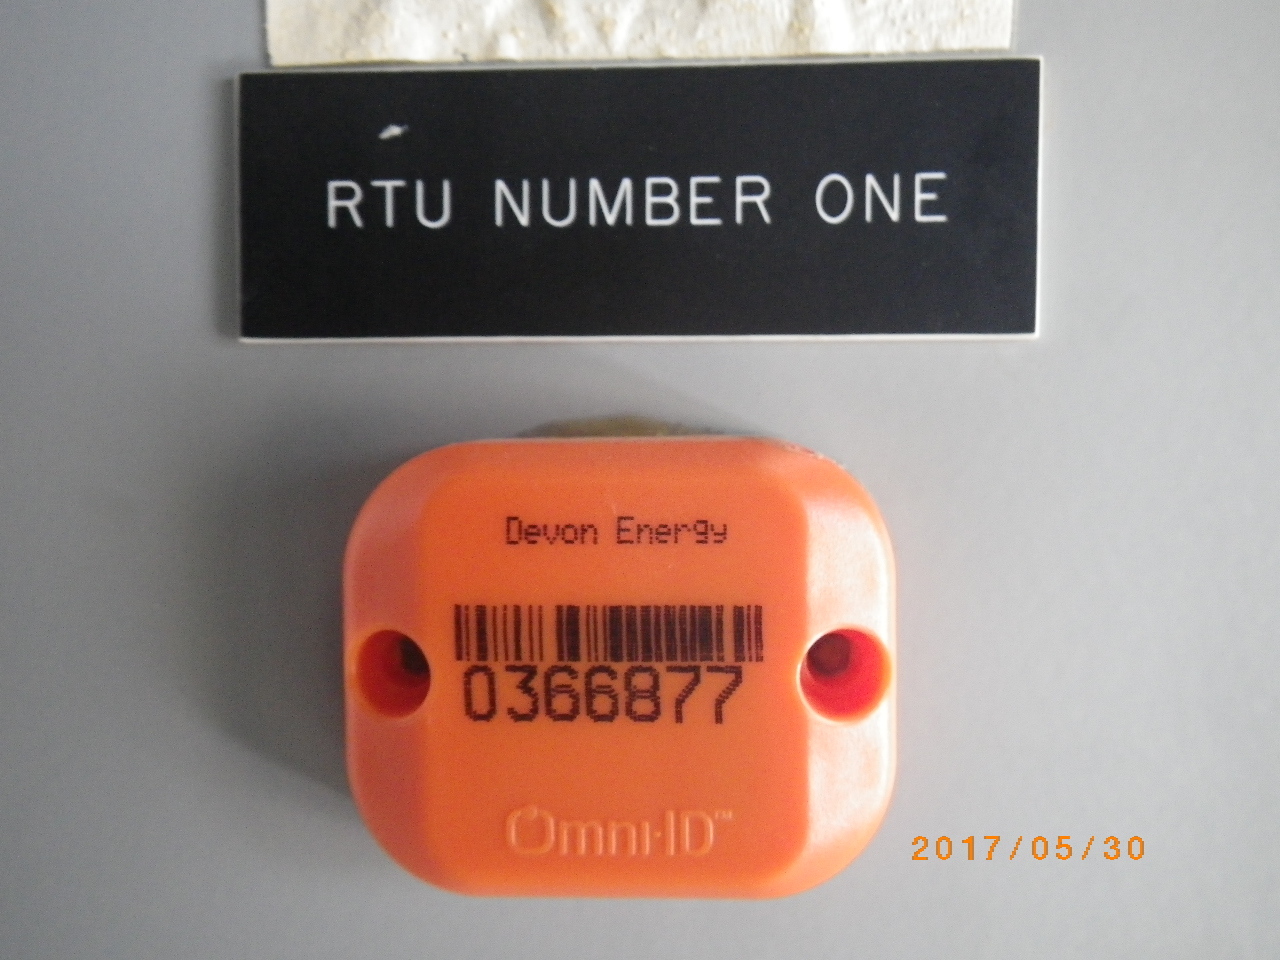 RTU NUMBER ONE
Devon Energy
0366877
Omni-ID™
2017/05/30